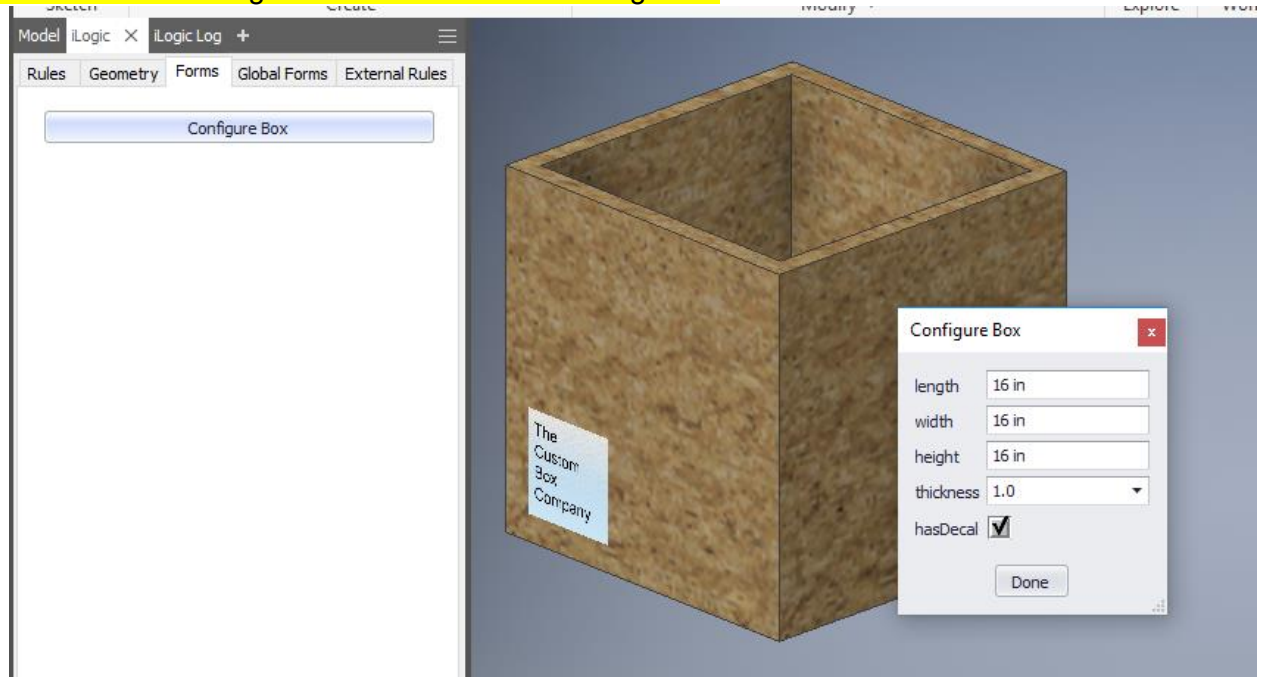 Model iLogic X iLogic Log +
Rules Geometry Forms Global Forms External Rules
Configure Box
The
Custom
Box
Company
Configure Box x
length 16 in
width 16 in
height 16 in
thickness 1.0
hasDecal
Done